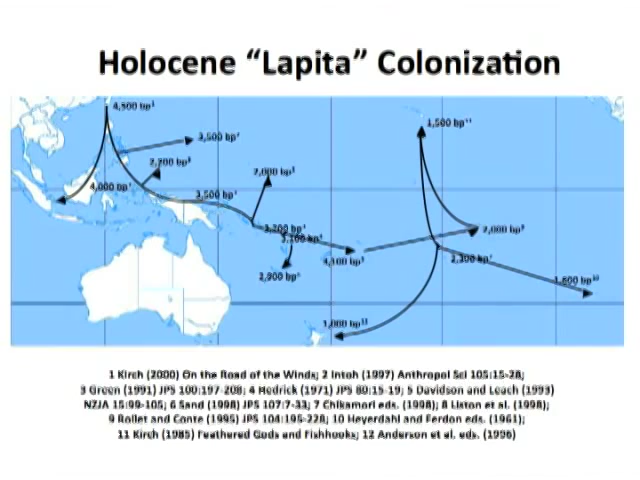 Holocene “Lapita” Colonization
4,500 bp¹
1,500 bp¹¹
3,500 bp²
2,700 bp⁸
2,000 bp⁵
4,000 bp¹
3,500 bp¹
3,200 bp⁴
2,000 bp⁹
3,100 bp⁶
4,100 bp⁵
2,300 bp⁷
2,900 bp⁶
1,600 bp¹⁰
1,000 bp¹²
1 Kirch (2000) On the Road of the Winds; 2 Intoh (1997) Anthropol Sci 105:15-28;
3 Green (1991) JPS 100:197-208; 4 Hedrick (1971) JPS 80:15-19; 5 Davidson and Leach (1993)
NZJA 15:99-105; 6 Sand (1998) JPS 107:7-33; 7 Chikamori eds. (1998); 8 Liston et al. (1998);
9 Rollet and Conte (1995) JPS 104:195-228; 10 Heyerdahl and Ferdon eds. (1961);
11 Kirch (1985) Feathered Gods and Fishhooks; 12 Anderson et al. eds. (1996)